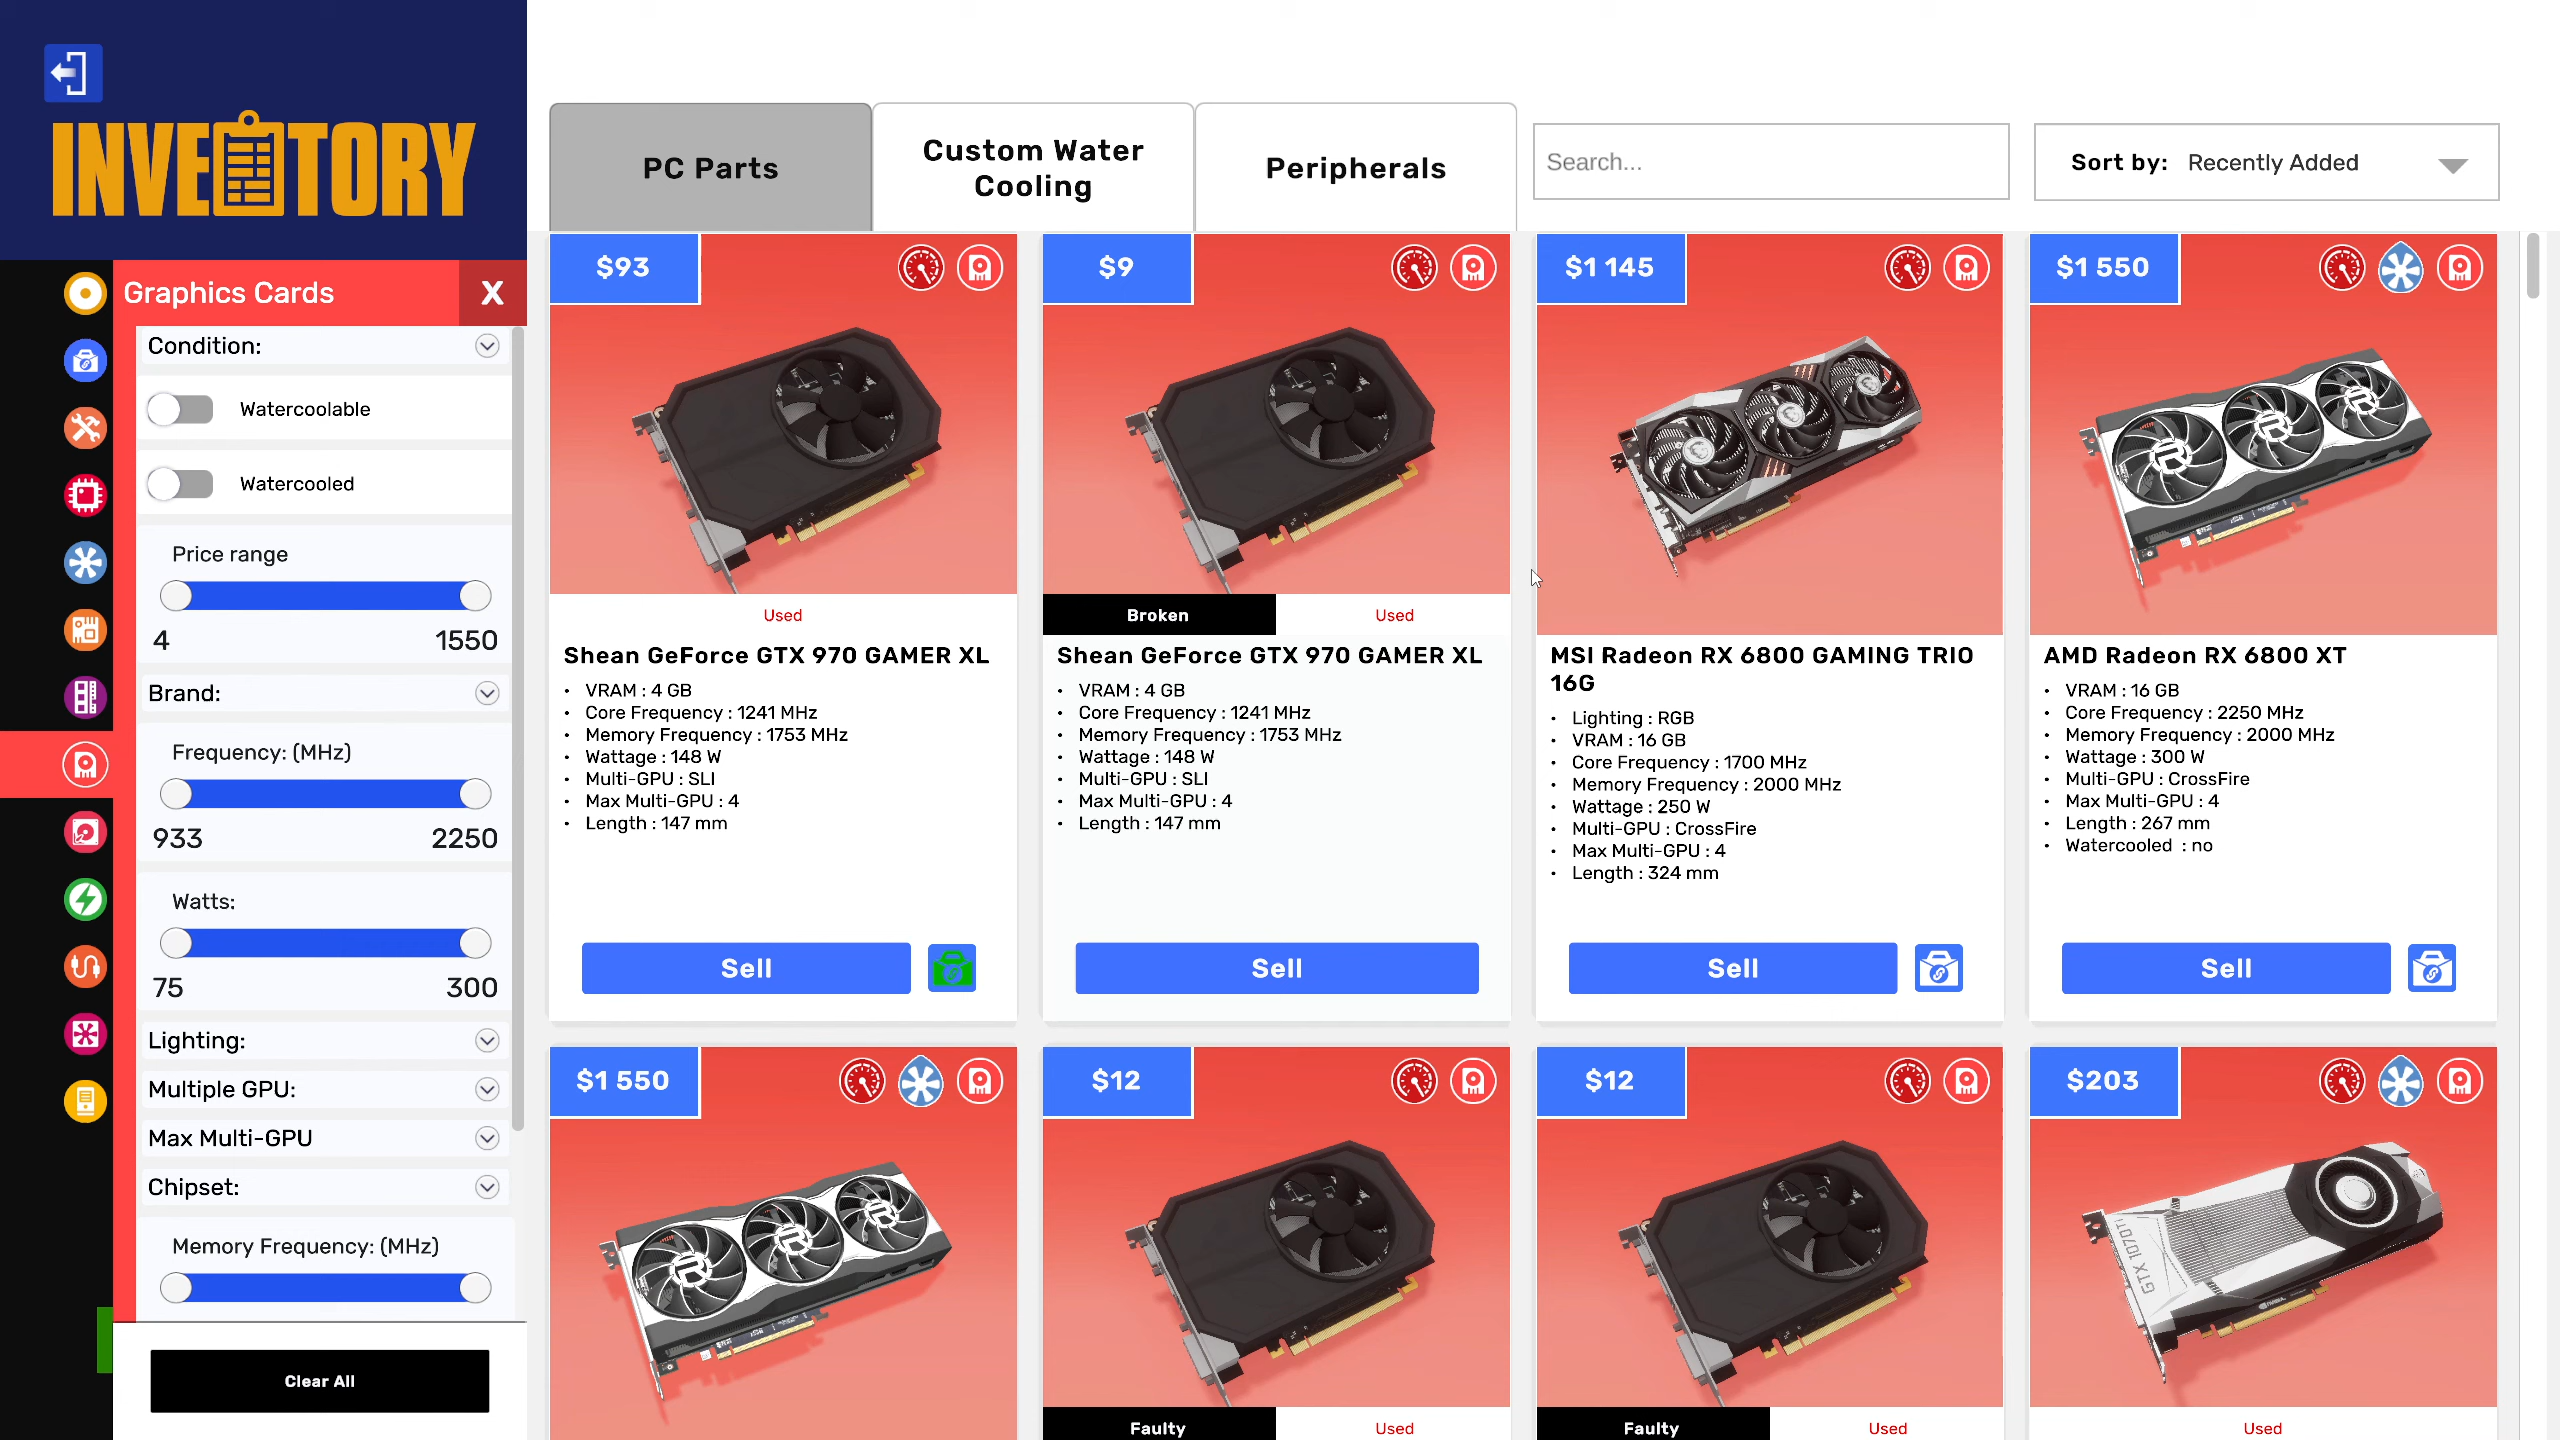 INVENTORY
PC Parts
Custom Water
Cooling
Peripherals
Search...
Sort by: Recently Added
Graphics Cards
X
Condition:
Watercoolable
Watercooled
Price range
4 1550
Brand:
Frequency: (MHz)
933 2250
Watts:
75 300
Lighting:
Multiple GPU:
Max Multi-GPU
Chipset:
Memory Frequency: (MHz)
Clear All
$93
Used
Shean GeForce GTX 970 GAMER XL
• VRAM : 4 GB
• Core Frequency : 1241 MHz
• Memory Frequency : 1753 MHz
• Wattage : 148 W
• Multi-GPU : SLI
• Max Multi-GPU : 4
• Length : 147 mm
Sell
$9
Broken Used
Shean GeForce GTX 970 GAMER XL
• VRAM : 4 GB
• Core Frequency : 1241 MHz
• Memory Frequency : 1753 MHz
• Wattage : 148 W
• Multi-GPU : SLI
• Max Multi-GPU : 4
• Length : 147 mm
Sell
$1 145
MSI Radeon RX 6800 GAMING TRIO
16G
• Lighting : RGB
• VRAM : 16 GB
• Core Frequency : 1700 MHz
• Memory Frequency : 2000 MHz
• Wattage : 250 W
• Multi-GPU : CrossFire
• Max Multi-GPU : 4
• Length : 324 mm
Sell
$1 550
AMD Radeon RX 6800 XT
• VRAM : 16 GB
• Core Frequency : 2250 MHz
• Memory Frequency : 2000 MHz
• Wattage : 300 W
• Multi-GPU : CrossFire
• Max Multi-GPU : 4
• Length : 267 mm
• Watercooled : no
Sell
$1 550
$12
Faulty Used
$12
Faulty Used
$203
GTX 1070Ti
Used